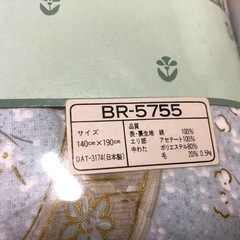 BR-5755
サイズ
140cm×190cm
DAT-3174(日本製)
品質
表・裏生地 綿 100%
エリ部 アセテート100%
中わた ポリエステル80%
毛 20% 0.5kg